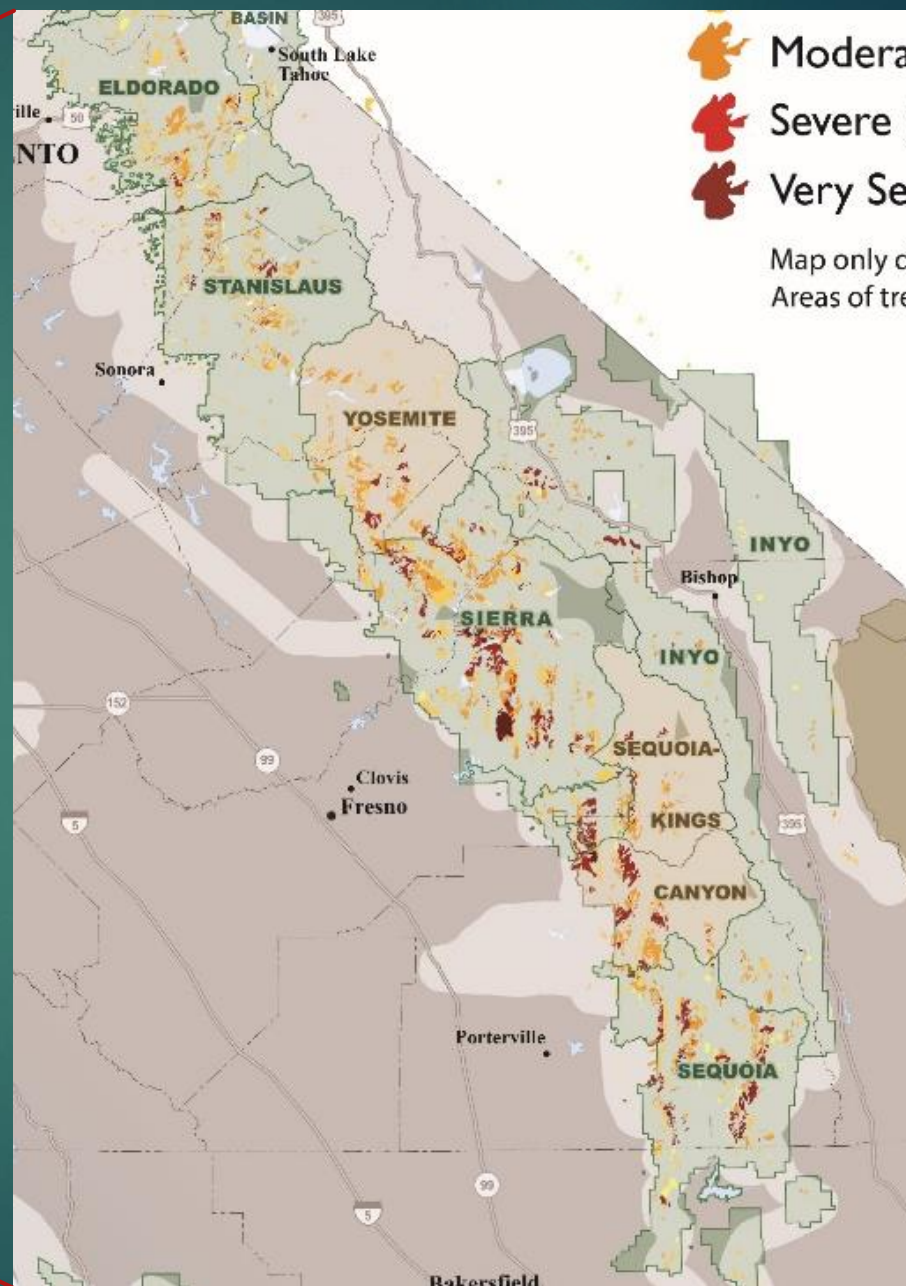 BASIN
395
South Lake
Tahoe
ELDORADO
ille
50
NTO
Modera
Severe
Very Se
Map only d
Areas of tre
STANISLAUS
Sonora
YOSEMITE
395
INYO
Bishop
SIERRA
INYO
152
99
SEQUOIA-
Clovis
Fresno
KINGS
5
395
CANYON
Porterville
SEQUOIA
99
5
Bakersfield